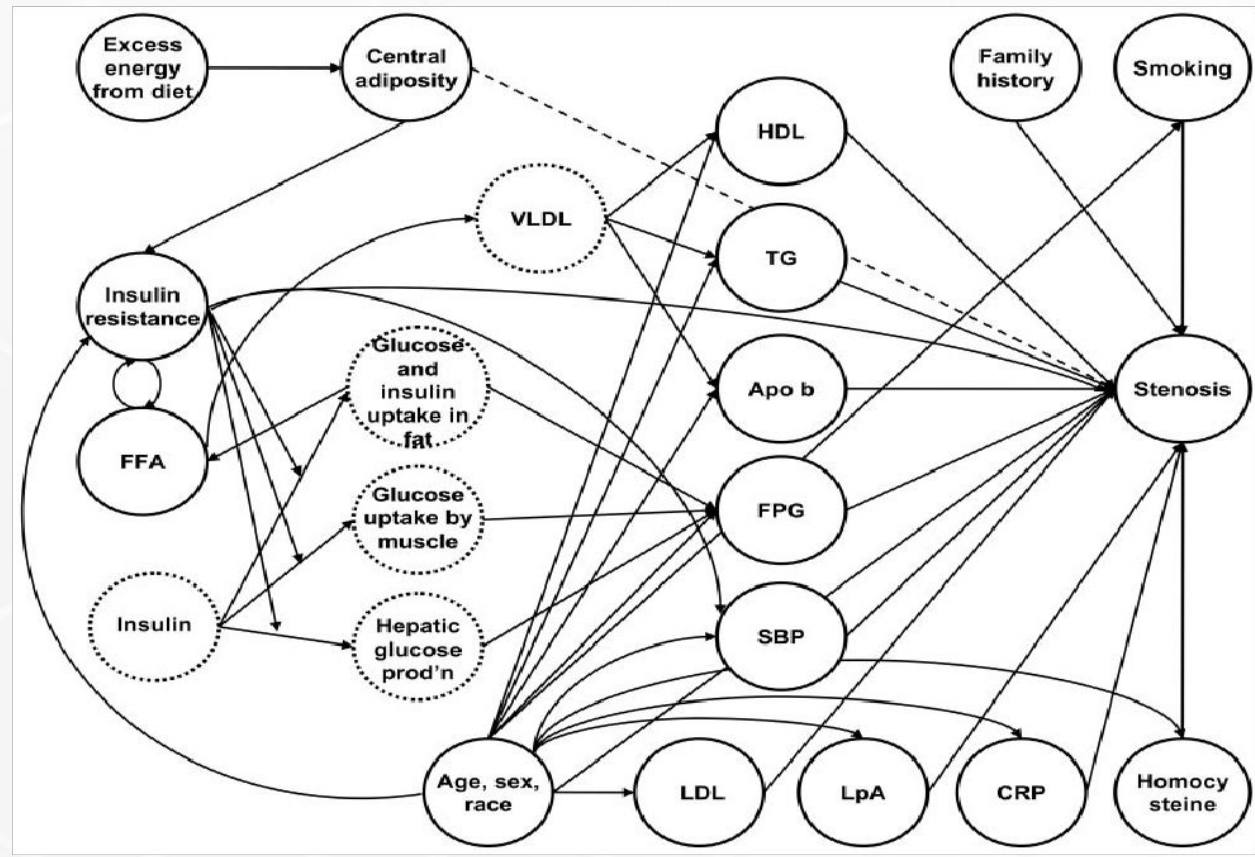 Excess
energy
from diet
Central
adiposity
Family
history
Smoking
HDL
VLDL
TG
Insulin
resistance
Glucose
and
insulin
uptake in
fat
Apo b
Stenosis
FFA
Glucose
uptake by
muscle
FPG
Insulin
Hepatic
glucose
prod'n
SBP
Age, sex,
race
LDL
LpA
CRP
Homocy
steine